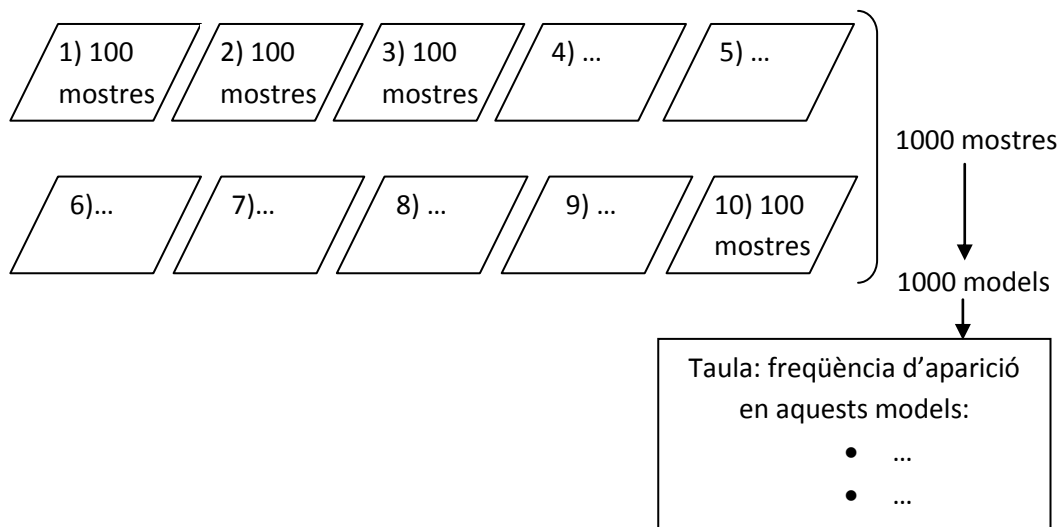 1) 100
mostres
2) 100
mostres
3) 100
mostres
4) ...
5) ...
6)...
7)...
8) ...
9) ...
10) 100
mostres
1000 mostres
1000 models
Taula: freqüència d’aparició
en aquests models:
• ...
• ...